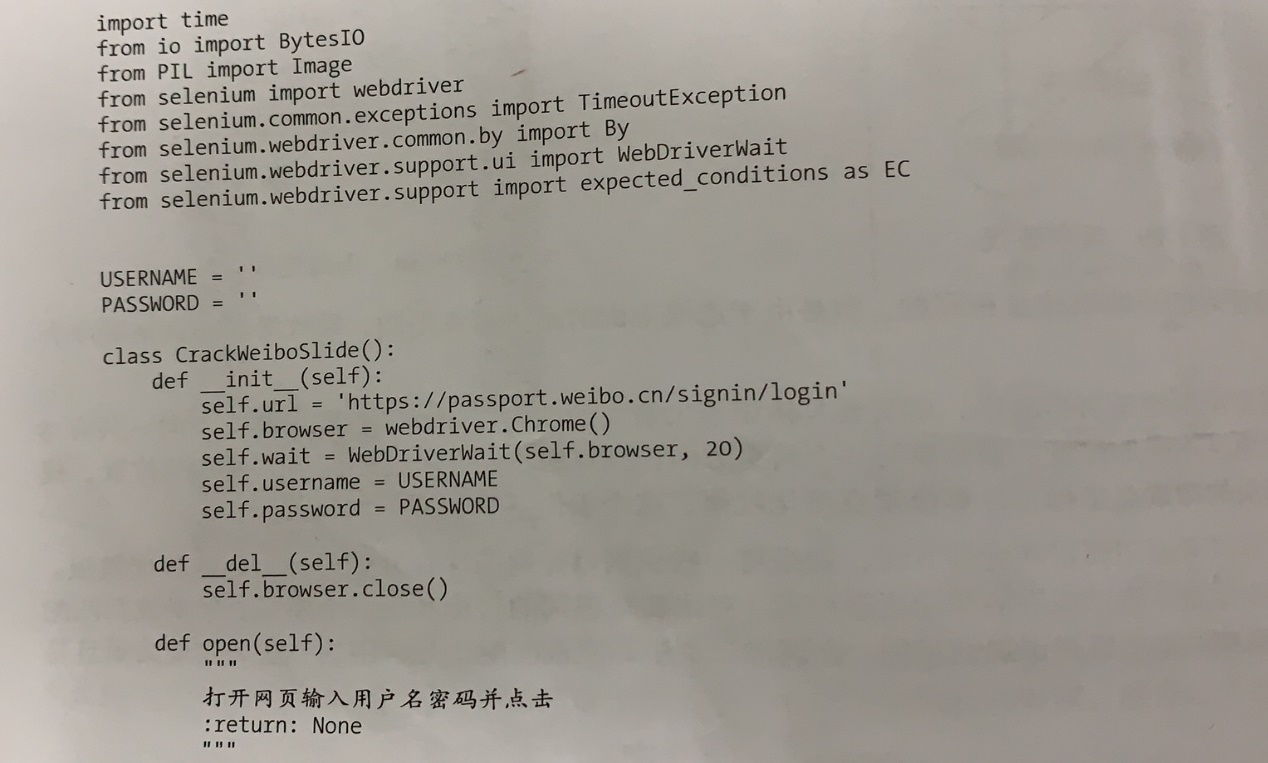 import time
from io import BytesIO
from PIL import Image
from selenium import webdriver
from selenium.common.exceptions import TimeoutException
from selenium.webdriver.common.by import By
from selenium.webdriver.support.ui import WebDriverWait
from selenium.webdriver.support import expected_conditions as EC
USERNAME = ''
PASSWORD = ''
class CrackWeiboSlide():
    def __init__(self):
        self.url = 'https://passport.weibo.cn/signin/login'
        self.browser = webdriver.Chrome()
        self.wait = WebDriverWait(self.browser, 20)
        self.username = USERNAME
        self.password = PASSWORD
    def __del__(self):
        self.browser.close()
    def open(self):
        """
        打开网页输入用户名密码并点击
        :return: None
        """